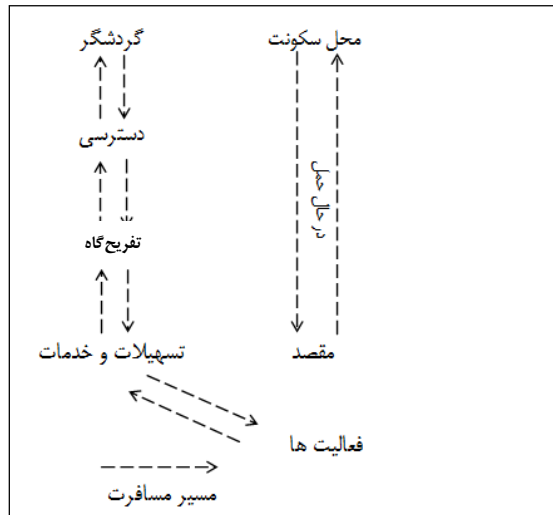 محل سکونت
گردشگر
دسترسی
در حال حمل
تفریح‌گاه
مقصد
تسهیلات و خدمات
فعالیت ها
مسیر مسافرت